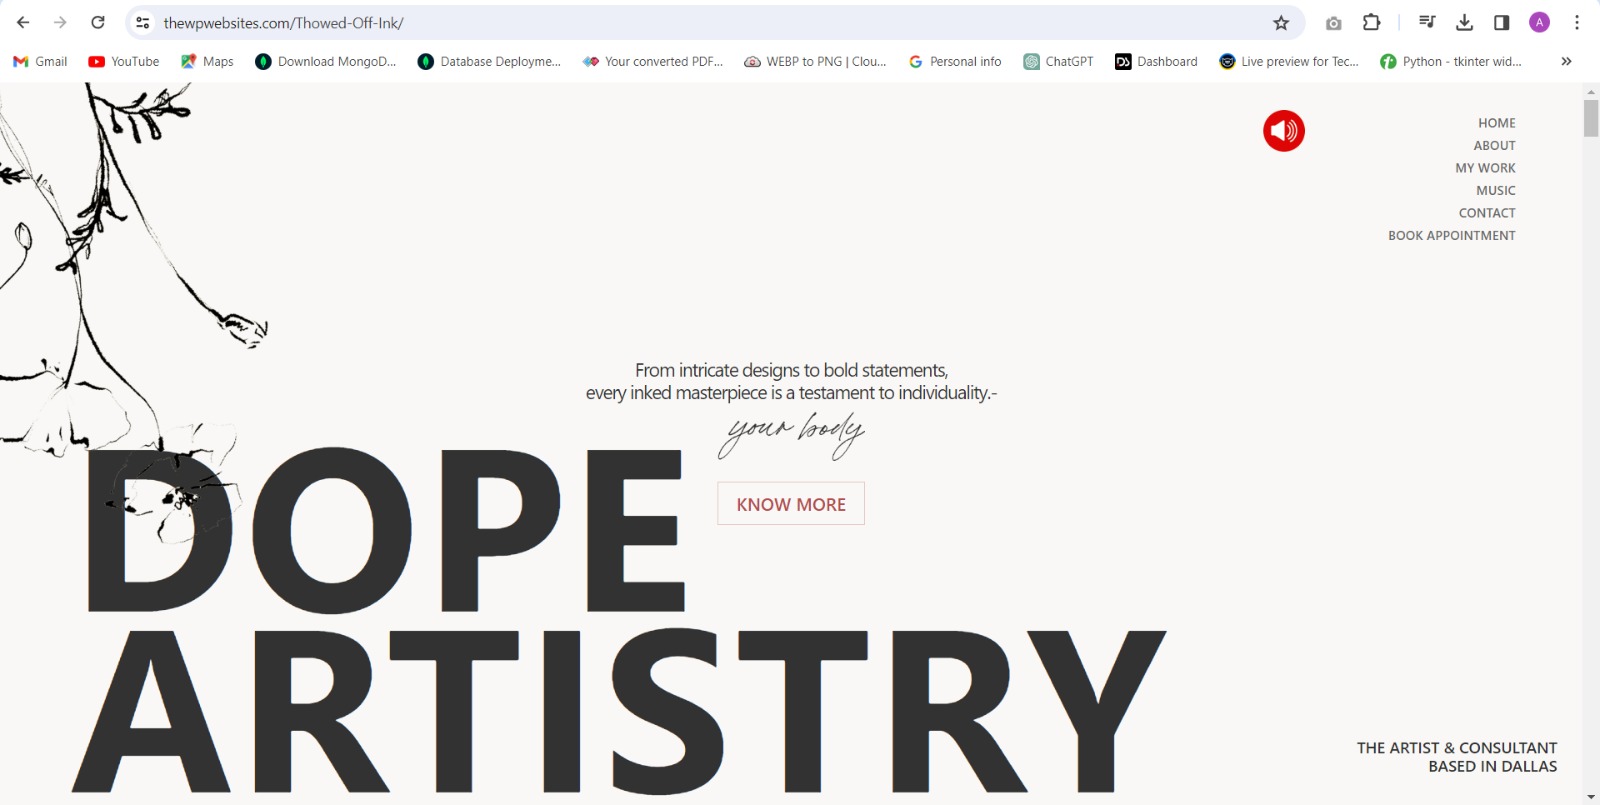 thewpwebsites.com/Thowed-Off-Ink/
A
Gmail
YouTube
Maps
Download MongoD...
Database Deployme...
Your converted PDF...
WEBP to PNG | Clou...
Personal info
ChatGPT
Dashboard
Live preview for Tec...
Python - tkinter wid...
HOME
ABOUT
MY WORK
MUSIC
CONTACT
BOOK APPOINTMENT
From intricate designs to bold statements,
every inked masterpiece is a testament to individuality.-
your body
KNOW MORE
DOPE
ARTISTRY
THE ARTIST & CONSULTANT
BASED IN DALLAS